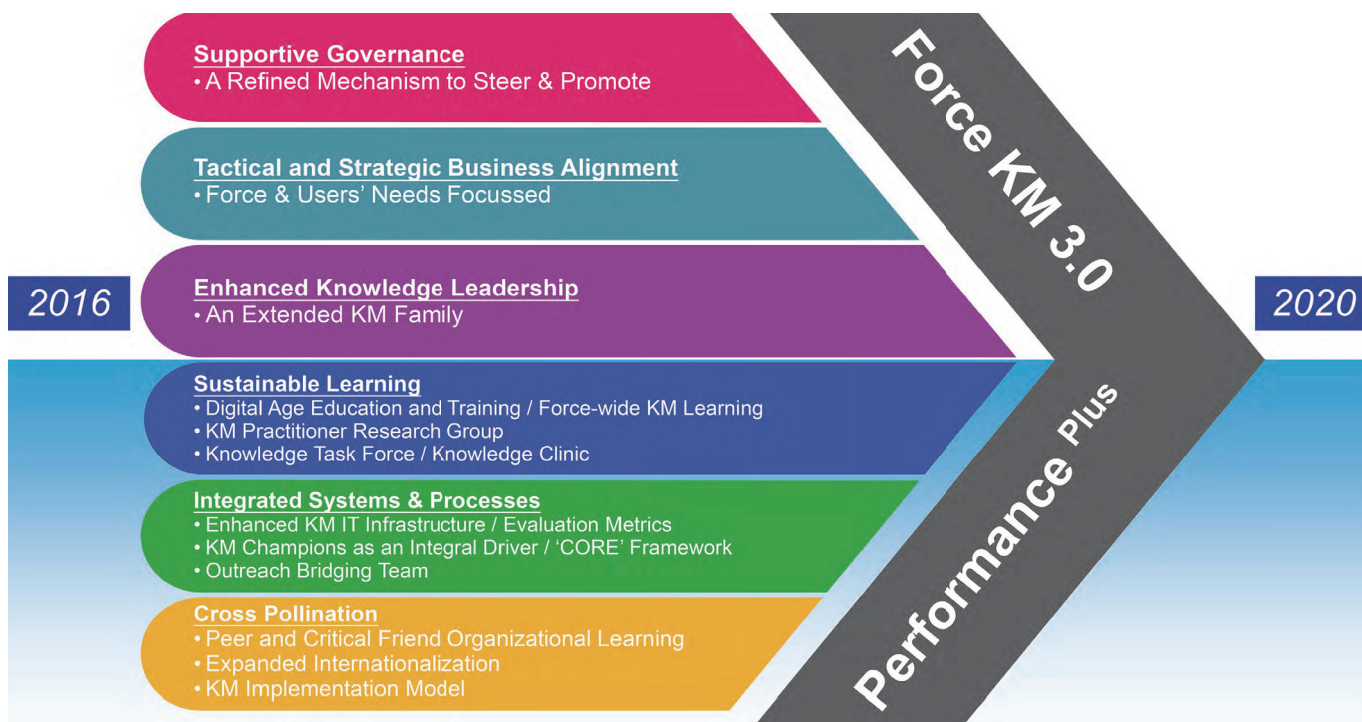 Supportive Governance
• A Refined Mechanism to Steer & Promote
Tactical and Strategic Business Alignment
• Force & Users' Needs Focussed
2016
Enhanced Knowledge Leadership
• An Extended KM Family
Sustainable Learning
• Digital Age Education and Training / Force-wide KM Learning
• KM Practitioner Research Group
• Knowledge Task Force / Knowledge Clinic
Integrated Systems & Processes
• Enhanced KM IT Infrastructure / Evaluation Metrics
• KM Champions as an Integral Driver / 'CORE' Framework
• Outreach Bridging Team
Cross Pollination
• Peer and Critical Friend Organizational Learning
• Expanded Internationalization
• KM Implementation Model
Force KM 3.0
Performance Plus
2020